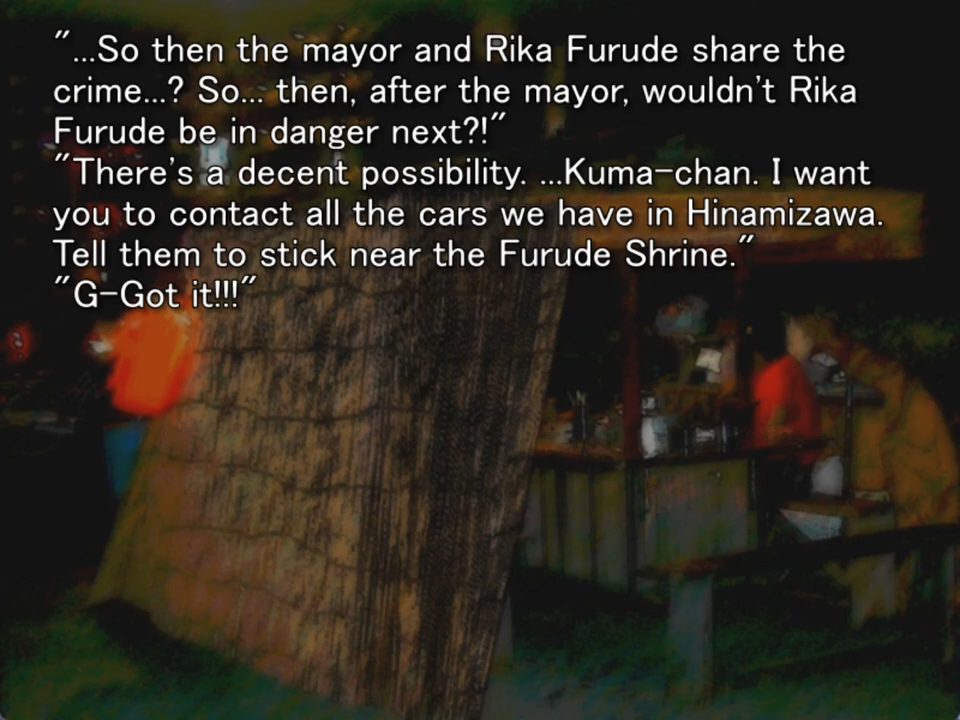 "...So then the mayor and Rika Furude share the
crime...? So... then, after the mayor, wouldn't Rika
Furude be in danger next?!"
"There's a decent possibility. ...Kuma-chan. I want
you to contact all the cars we have in Hinamizawa.
Tell them to stick near the Furude Shrine."
"G-Got it!!!"